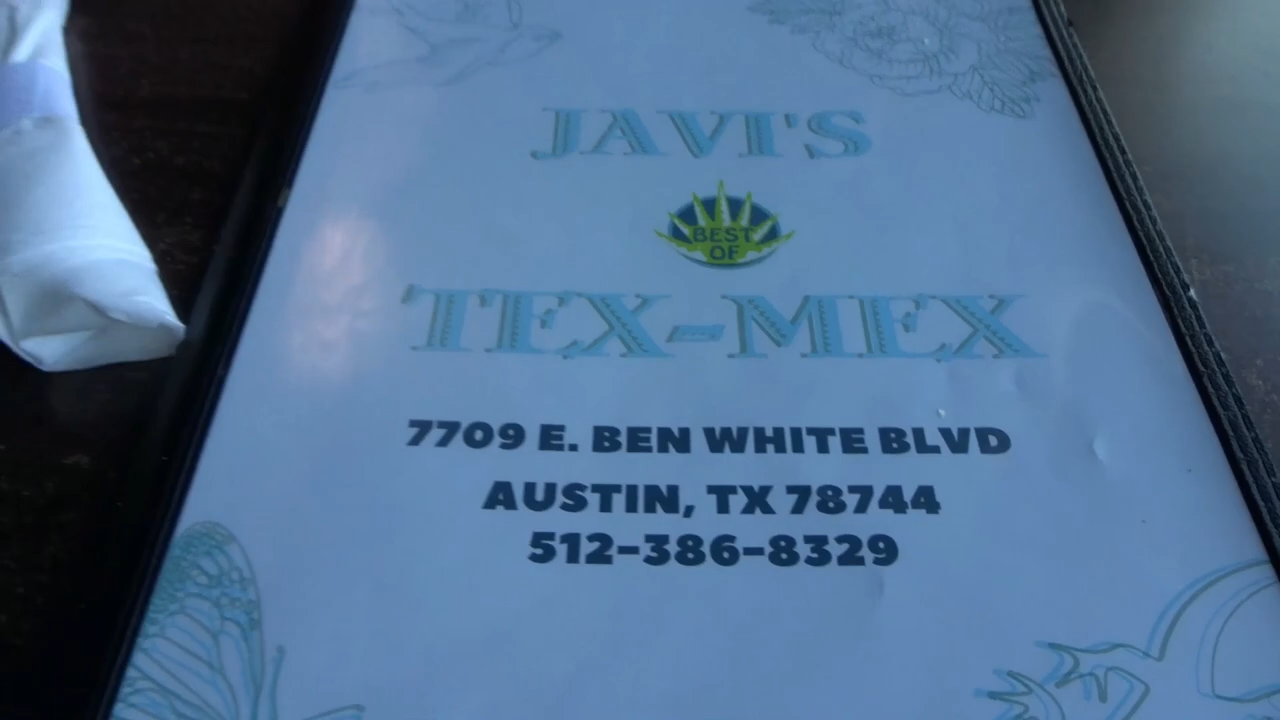 JAVI'S
BEST
OF
TEX-MEX
7709 E. BEN WHITE BLVD
AUSTIN, TX 78744
512-386-8329